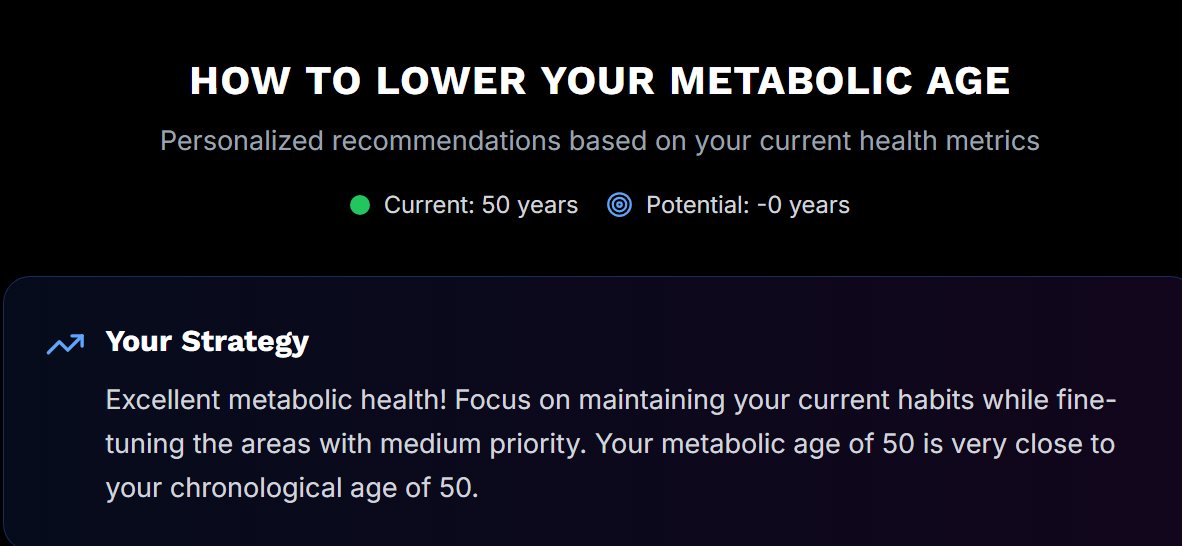 HOW TO LOWER YOUR METABOLIC AGE
Personalized recommendations based on your current health metrics
Current: 50 years Potential: -0 years
Your Strategy
Excellent metabolic health! Focus on maintaining your current habits while fine-
tuning the areas with medium priority. Your metabolic age of 50 is very close to
your chronological age of 50.